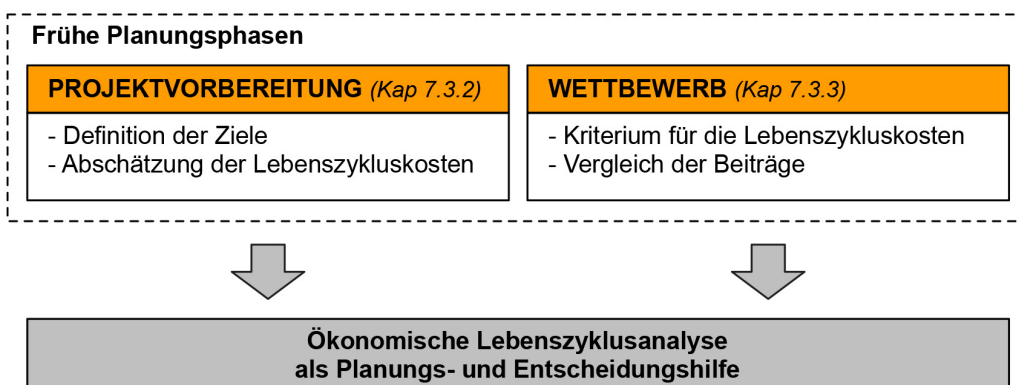 Frühe Planungsphasen
PROJEKTVORBEREITUNG (Kap 7.3.2)
- Definition der Ziele
- Abschätzung der Lebenszykluskosten
WETTBEWERB (Kap 7.3.3)
- Kriterium für die Lebenszykluskosten
- Vergleich der Beiträge
Ökonomische Lebenszyklusanalyse
als Planungs- und Entscheidungshilfe